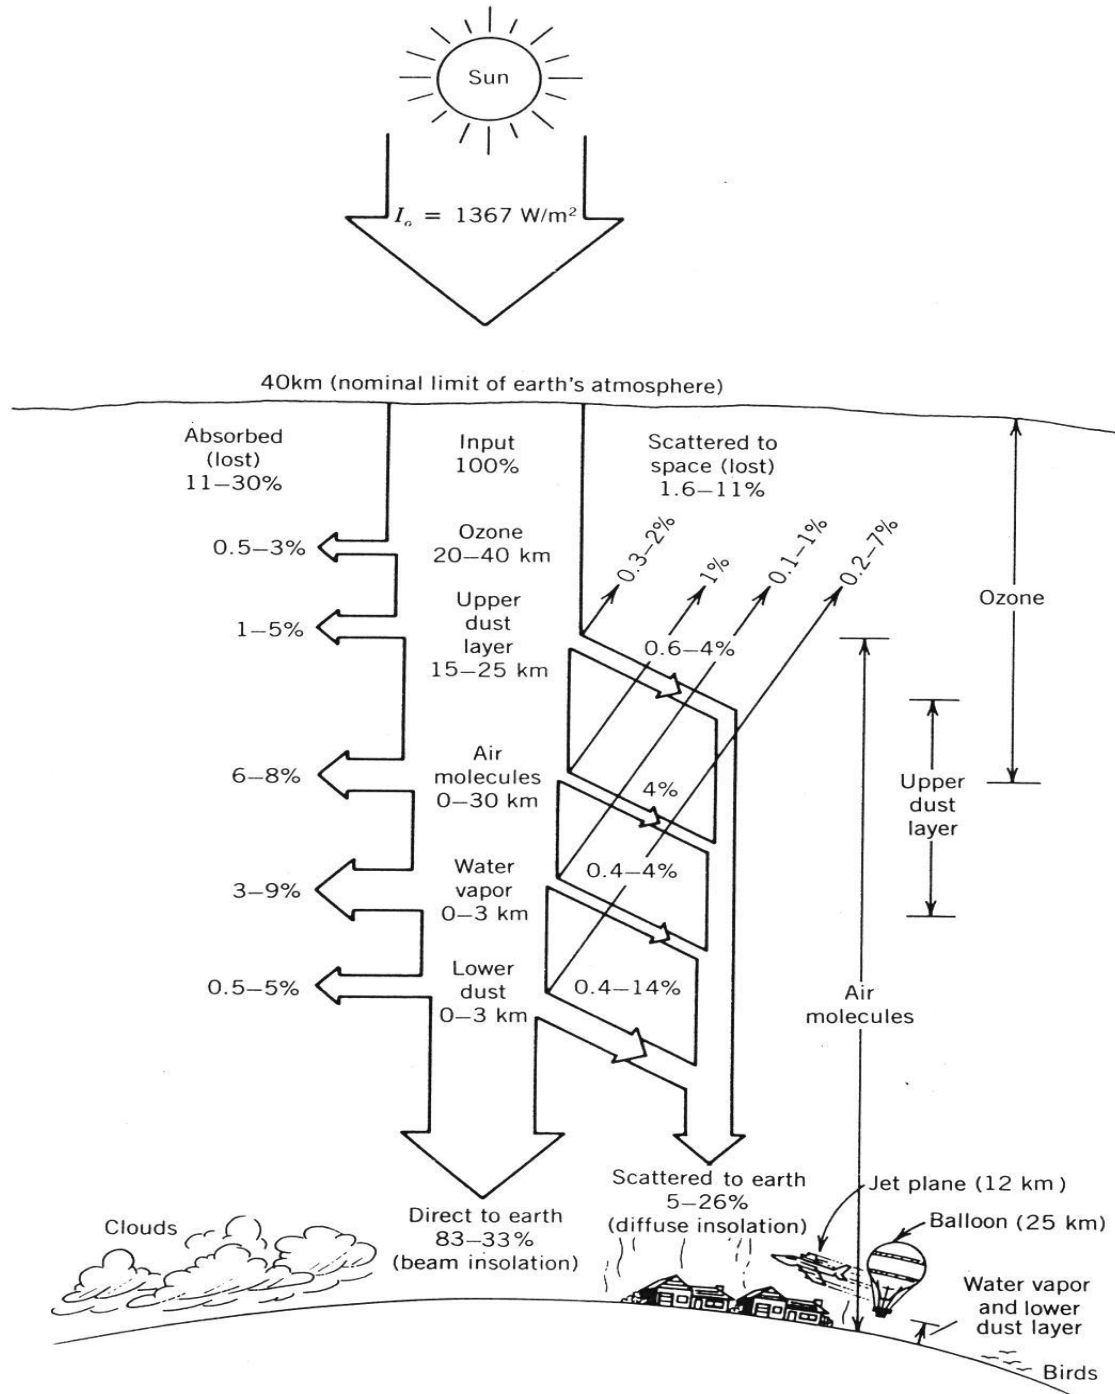 Sun
I₀ = 1367 W/m²
40km (nominal limit of earth's atmosphere)
Absorbed
(lost)
11–30%
Input
100%
Scattered to
space (lost)
1.6–11%
0.5–3%
Ozone
20–40 km
0.3–2%
1%
0.1–1%
0.2–7%
Ozone
1–5%
Upper
dust
layer
15–25 km
0.6–4%
6–8%
Air
molecules
0–30 km
4%
Upper
dust
layer
3–9%
Water
vapor
0–3 km
0.4–4%
0.5–5%
Lower
dust
0–3 km
0.4–14%
Air
molecules
Clouds
Direct to earth
83–33%
(beam insolation)
Scattered to earth
5–26%
(diffuse insolation)
Jet plane (12 km)
Balloon (25 km)
Water vapor
and lower
dust layer
Birds